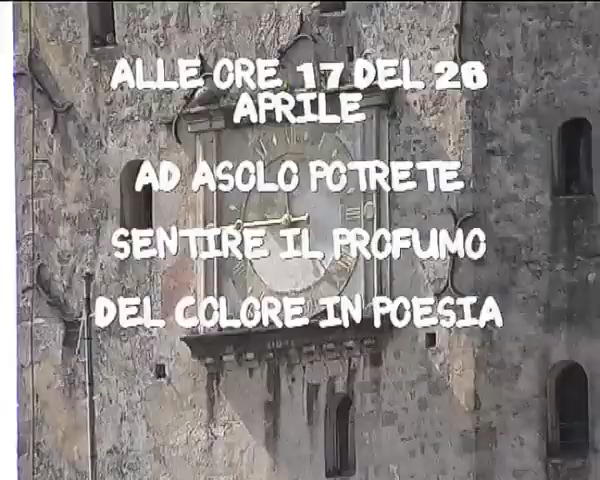 ALLE ORE 17 DEL 26
APRILE
AD ASOLO POTRETE
SENTIRE IL PROFUMO
DEL COLORE IN POESIA